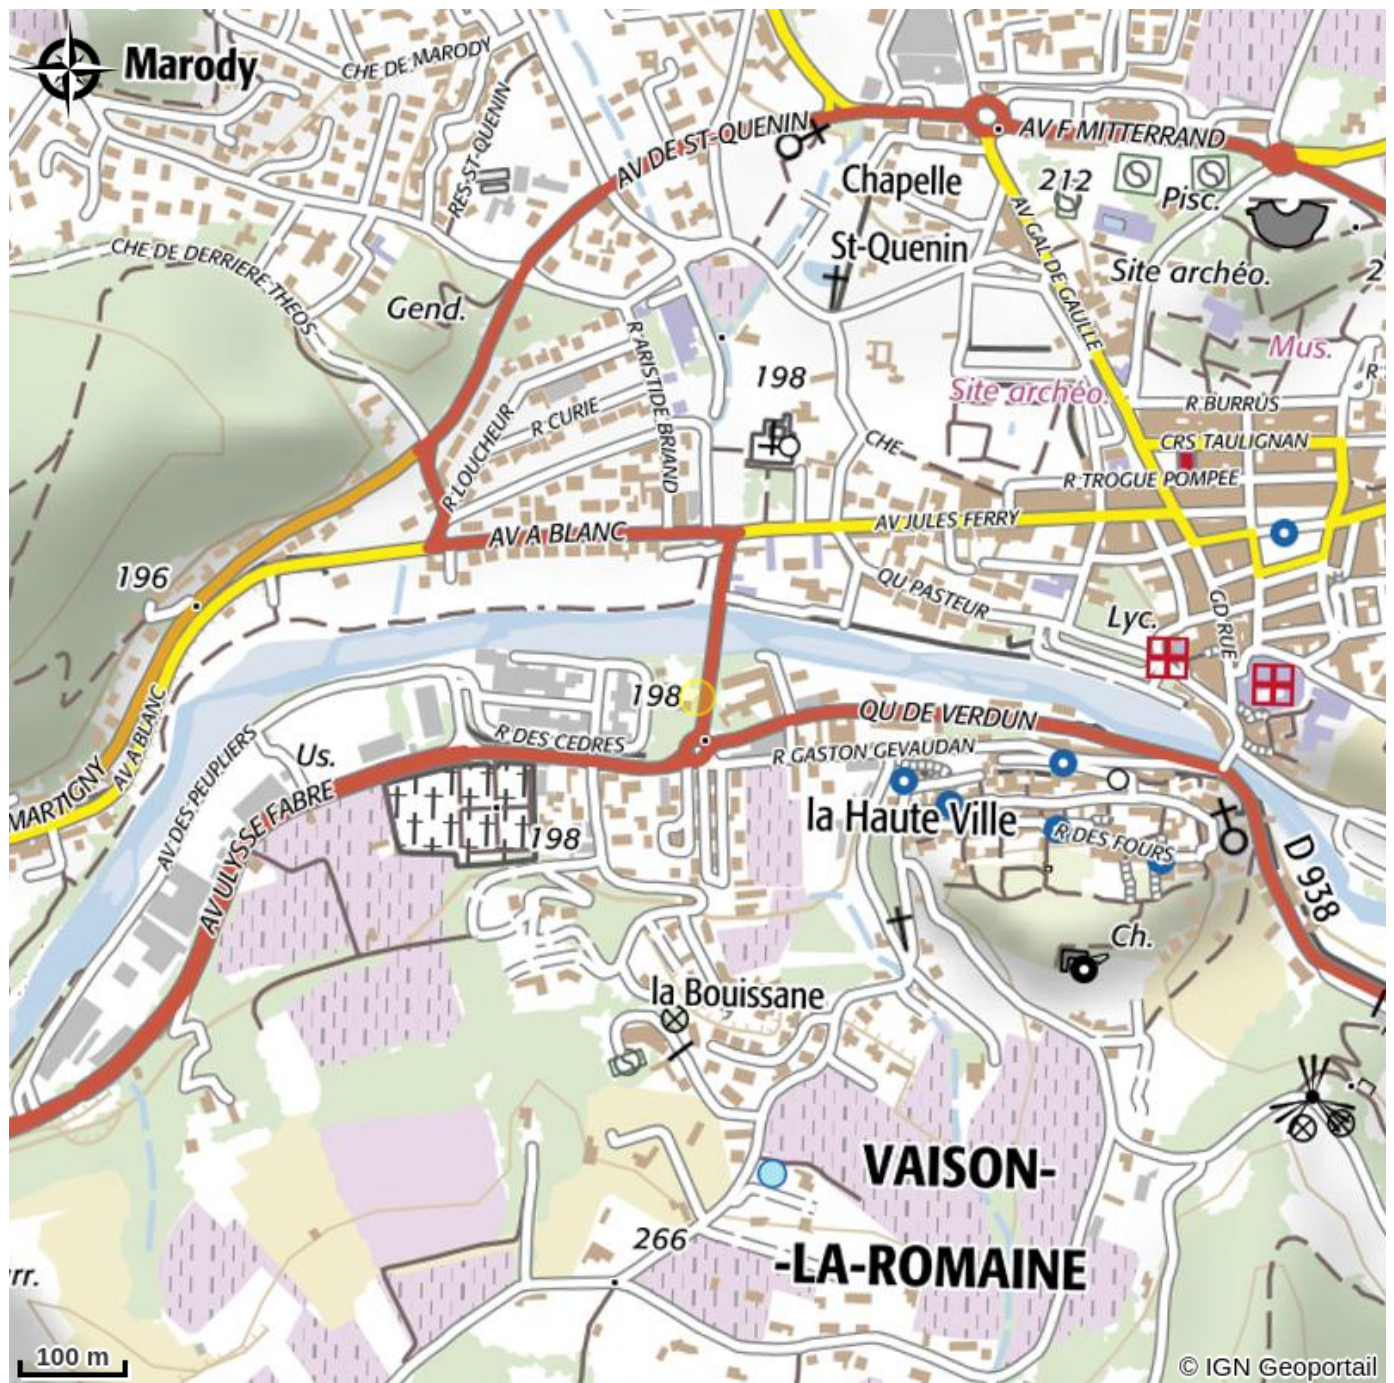 Marody
CHE DE MARODY
RES-ST-QUENIN
AV DE ST-QUENIN
AV F MITTERRAND
Chapelle
St-Quenin
212
Pisc.
AV GAL DE GAULLE
Site archéo.
2
CHE DE DERRIERE THEOS
Gend.
R ARISTIDE BRIAND
Mus.
198
Site archéo.
R
R BURRUS
R LOUCHEUR
R CURIE
CHE
CRS TAULIGNAN
R TROGUE POMPEE
AV A BLANC
AV JULES FERRY
196
QU PASTEUR
GD RUE
Lyc.
198
QU DE VERDUN
AV A BLANC
MARTIGNY
AV DES PEUPLIERS
Us.
R DES CEDRES
R GASTON GEVAUDAN
AV ULYSSE FABRE
198
la Haute Ville
R DES FOURS
D 938
Ch.
la Bouissane
VAISON-
-LA-ROMAINE
266
rr.
100 m
© IGN Geoportail